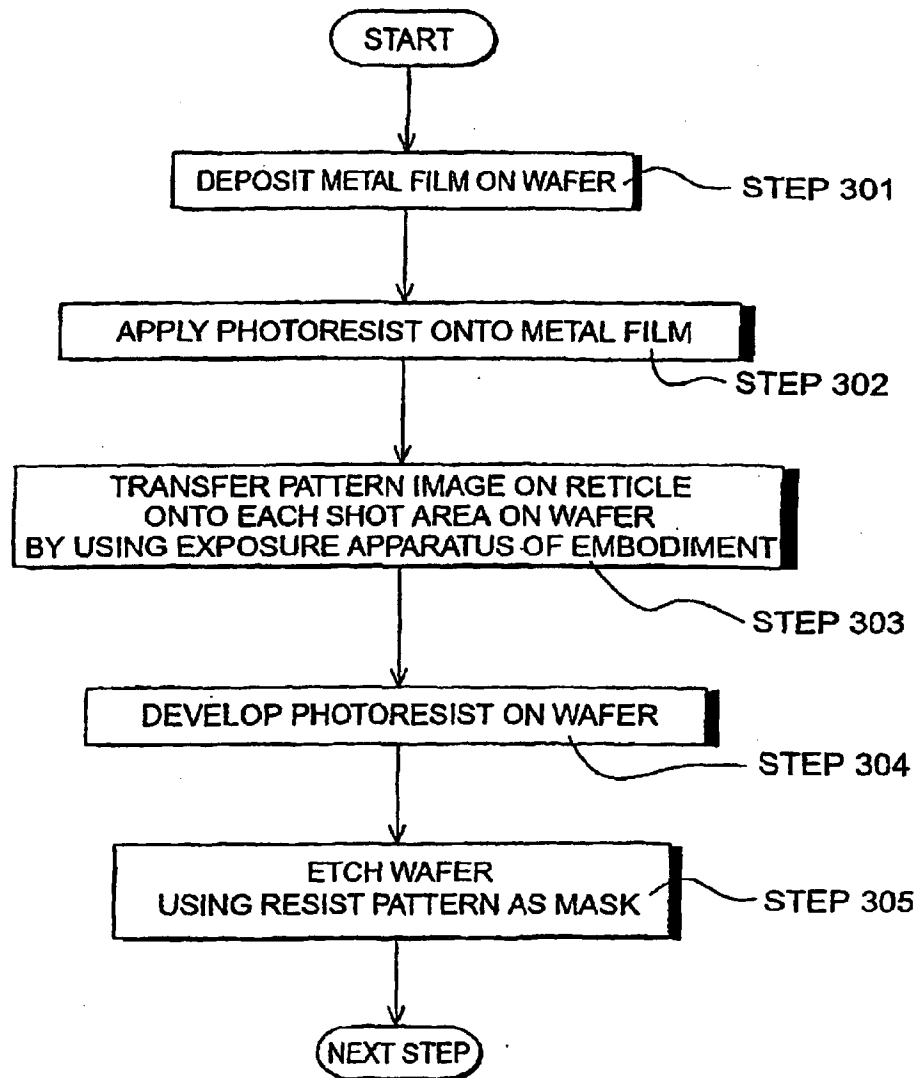 START
DEPOSIT METAL FILM ON WAFER
STEP 301
APPLY PHOTORESIST ONTO METAL FILM
STEP 302
TRANSFER PATTERN IMAGE ON RETICLE
ONTO EACH SHOT AREA ON WAFER
BY USING EXPOSURE APPARATUS OF EMBODIMENT
STEP 303
DEVELOP PHOTORESIST ON WAFER
STEP 304
ETCH WAFER
USING RESIST PATTERN AS MASK
STEP 305
NEXT STEP